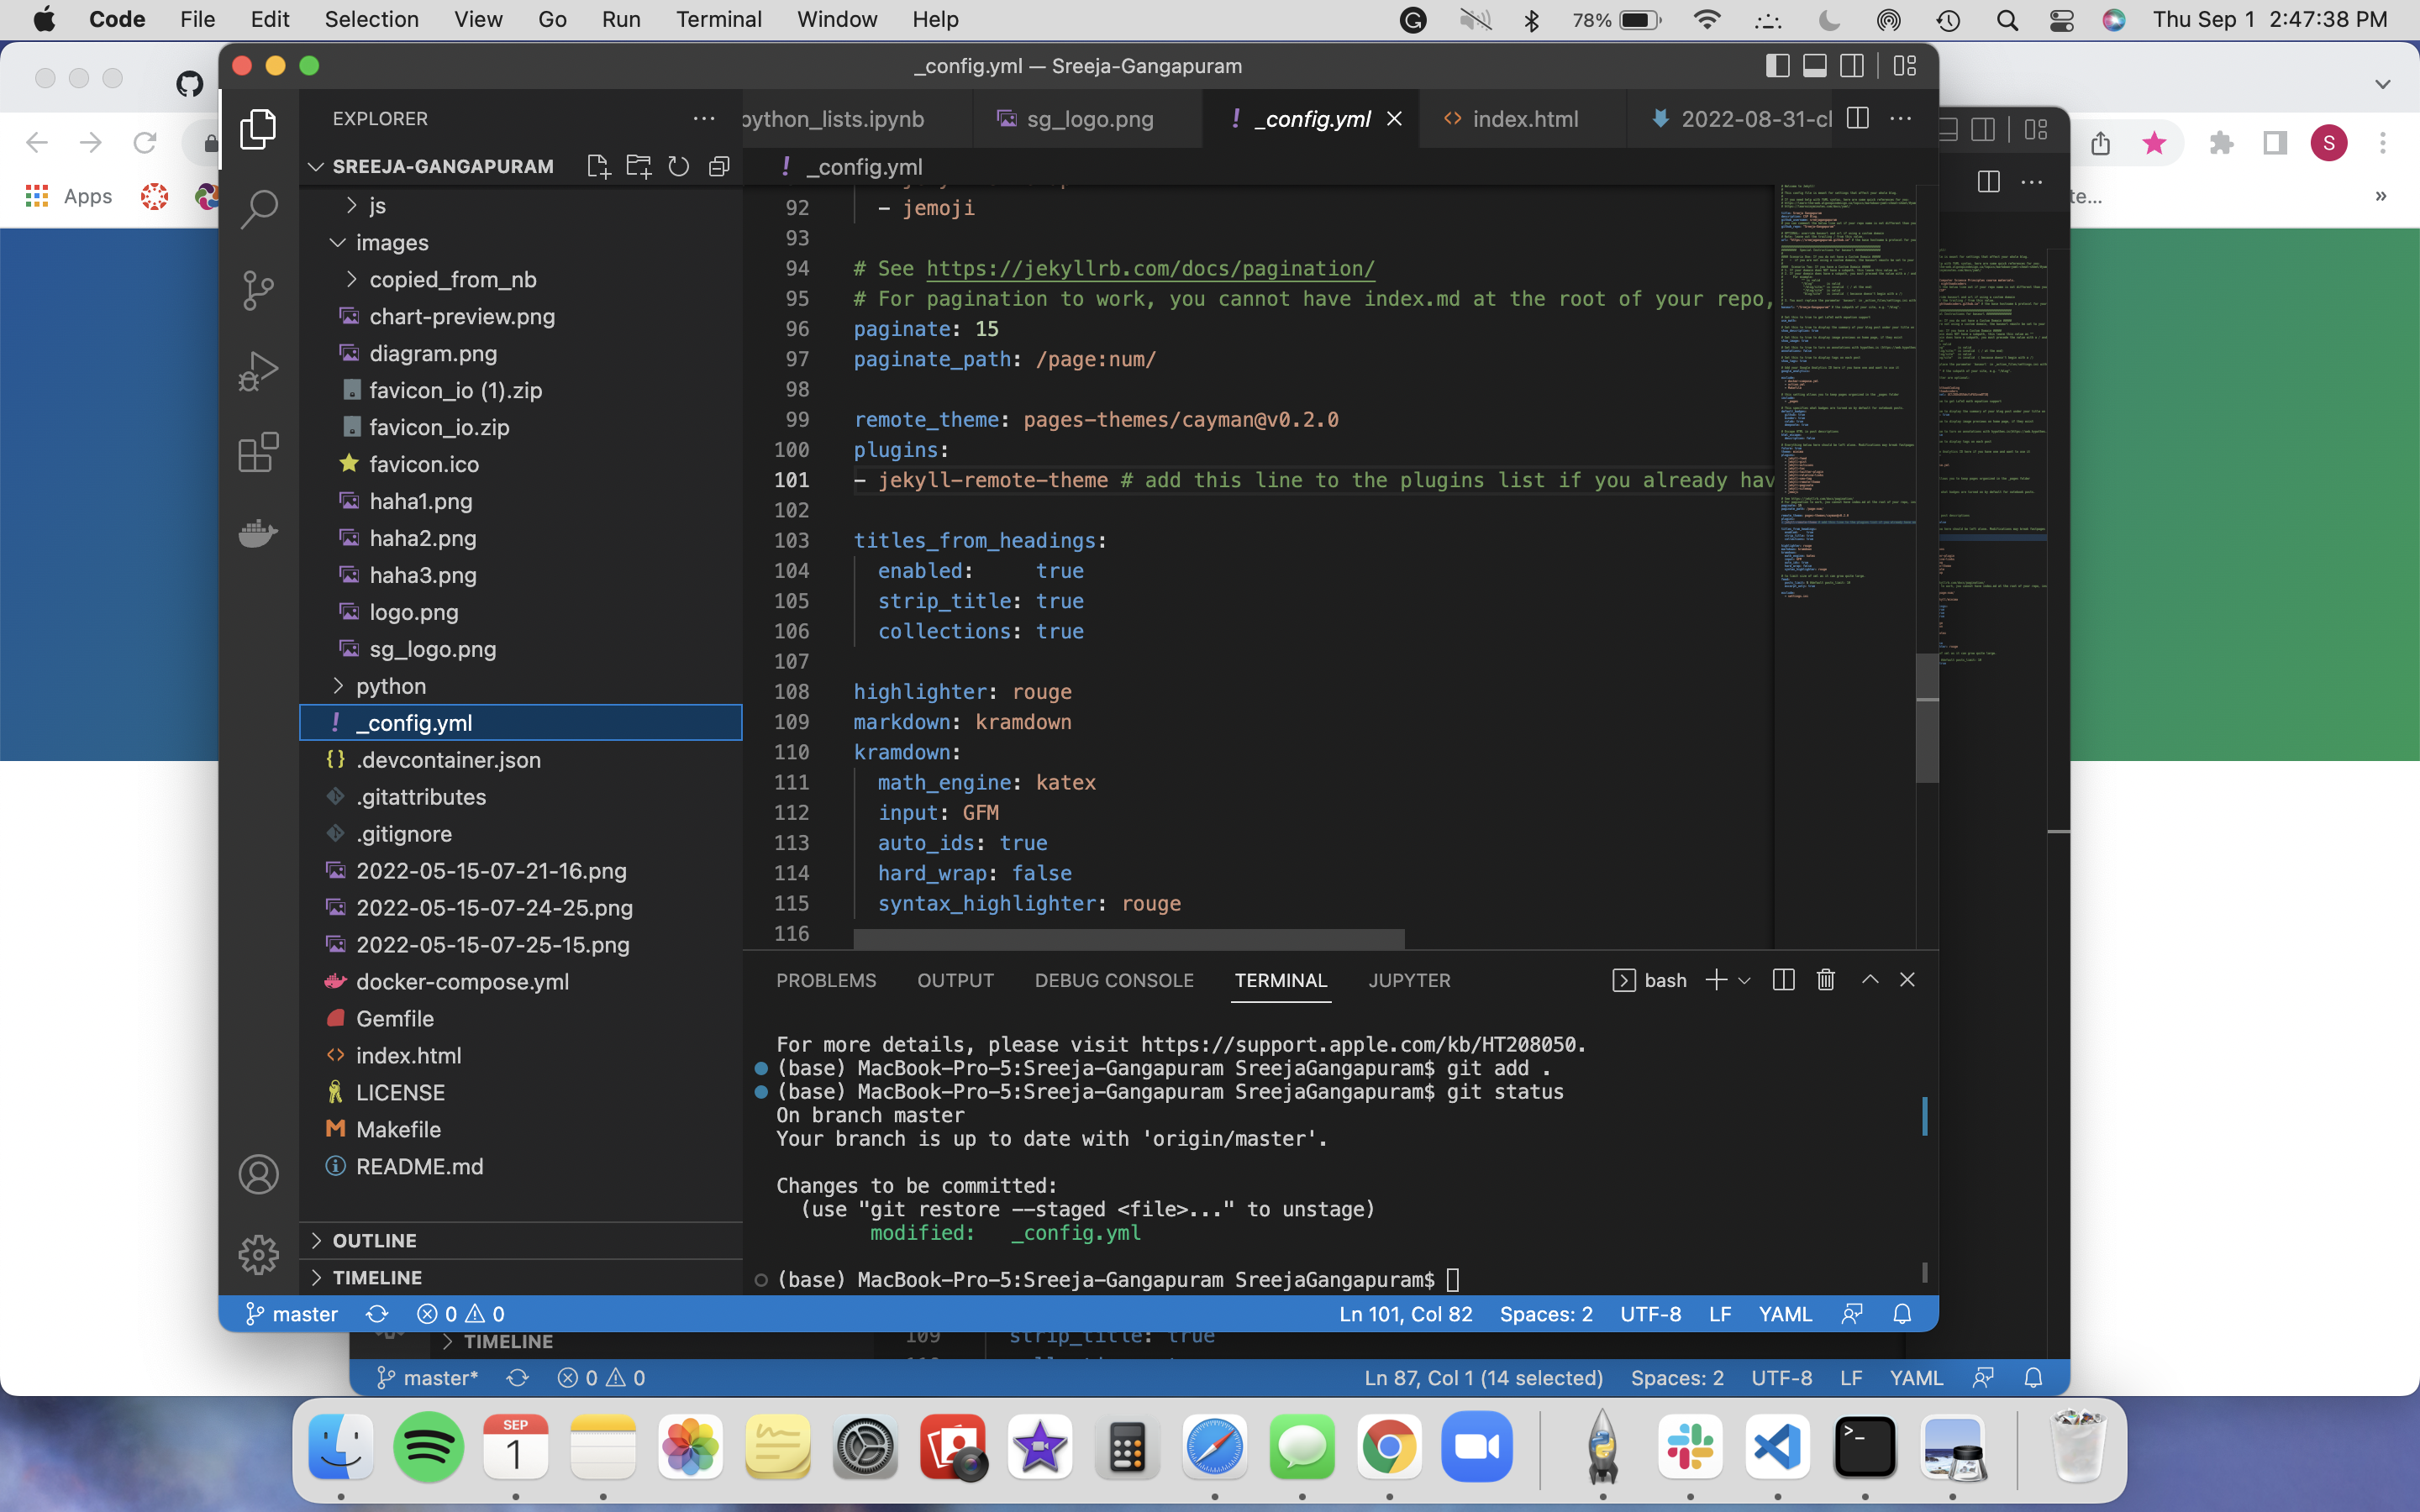 Code File Edit Selection View Go Run Terminal Window Help 78% Thu Sep 1 2:47:38 PM
_config.yml — Sreeja-Gangapuram
EXPLORER
python_lists.ipynb sg_logo.png _config.yml index.html 2022-08-31-cl
SREEJA-GANGAPURAM
_config.yml
Apps
S
te...
js
images
copied_from_nb
chart-preview.png
diagram.png
favicon_io (1).zip
favicon_io.zip
favicon.ico
haha1.png
haha2.png
haha3.png
logo.png
sg_logo.png
python
_config.yml
.devcontainer.json
.gitattributes
.gitignore
2022-05-15-07-21-16.png
2022-05-15-07-24-25.png
2022-05-15-07-25-15.png
docker-compose.yml
Gemfile
index.html
LICENSE
Makefile
README.md
OUTLINE
TIMELINE
92 - jemoji
93
94 # See https://jekyllrb.com/docs/pagination/
95 # For pagination to work, you cannot have index.md at the root of your repo,
96 paginate: 15
97 paginate_path: /page:num/
98
99 remote_theme: pages-themes/cayman@v0.2.0
100 plugins:
101 - jekyll-remote-theme # add this line to the plugins list if you already hav
102
103 titles_from_headings:
104 enabled: true
105 strip_title: true
106 collections: true
107
108 highlighter: rouge
109 markdown: kramdown
110 kramdown:
111 math_engine: katex
112 input: GFM
113 auto_ids: true
114 hard_wrap: false
115 syntax_highlighter: rouge
116
PROBLEMS OUTPUT DEBUG CONSOLE TERMINAL JUPYTER bash
For more details, please visit https://support.apple.com/kb/HT208050.
(base) MacBook-Pro-5:Sreeja-Gangapuram SreejaGangapuram$ git add .
(base) MacBook-Pro-5:Sreeja-Gangapuram SreejaGangapuram$ git status
On branch master
Your branch is up to date with 'origin/master'.
Changes to be committed:
(use "git restore --staged <file>..." to unstage)
modified: _config.yml
(base) MacBook-Pro-5:Sreeja-Gangapuram SreejaGangapuram$
master 0 0 Ln 101, Col 82 Spaces: 2 UTF-8 LF YAML
TIMELINE 109 strip_title: true
master* 0 0 Ln 87, Col 1 (14 selected) Spaces: 2 UTF-8 LF YAML
SEP
1